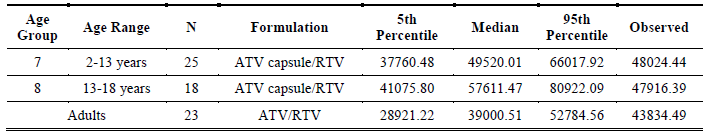 Age Group Age Range N Formulation 5th Percentile Median 95th Percentile Observed
7 2-13 years 25 ATV capsule/RTV 37760.48 49520.01 66017.92 48024.44
8 13-18 years 18 ATV capsule/RTV 41075.80 57611.47 80922.09 47916.39
Adults 23 ATV/RTV 28921.22 39000.51 52784.56 43834.49